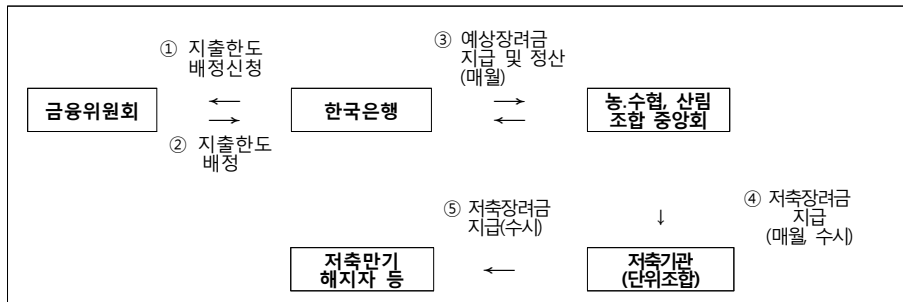 ① 지출한도
배정신청
③ 예상장려금
지급 및 정산
(매월)
금융위원회
←
→
한국은행
→
←
농.수협, 산림
조합 중앙회
② 지출한도
배정
⑤ 저축장려금
지급(수시)
↓
④ 저축장려금
지급
(매월, 수시)
저축만기
해지자 등
←
저축기관
(단위조합)